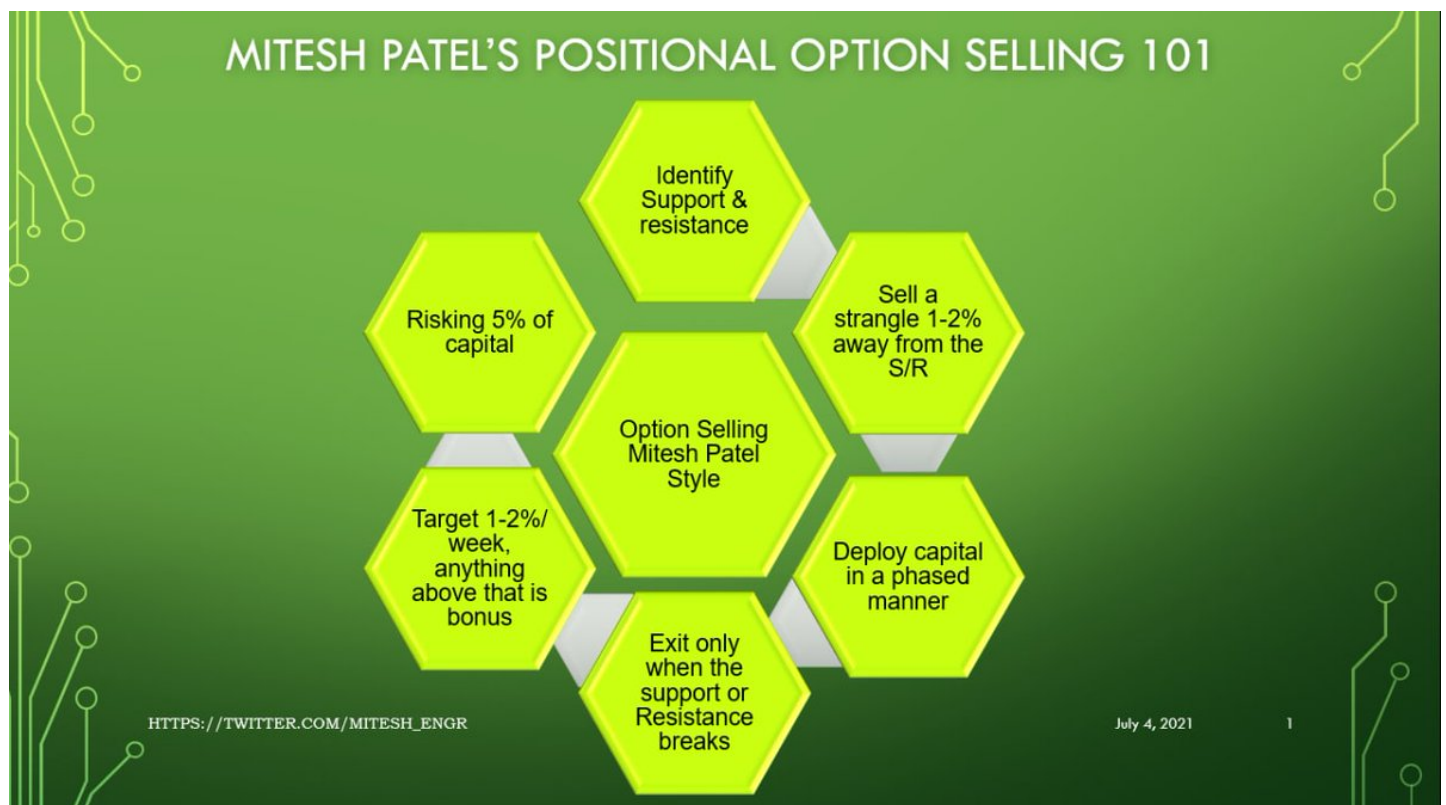 MITESH PATEL'S POSITIONAL OPTION SELLING 101
Identify
Support &
resistance
Sell a
strangle 1-2%
away from the
S/R
Deploy capital
in a phased
manner
Exit only
when the
support or
Resistance
breaks
Target 1-2%/
week,
anything
above that is
bonus
Risking 5% of
capital
Option Selling
Mitesh Patel
Style
HTTPS://TWITTER.COM/MITESH_ENGR
July 4, 2021
1